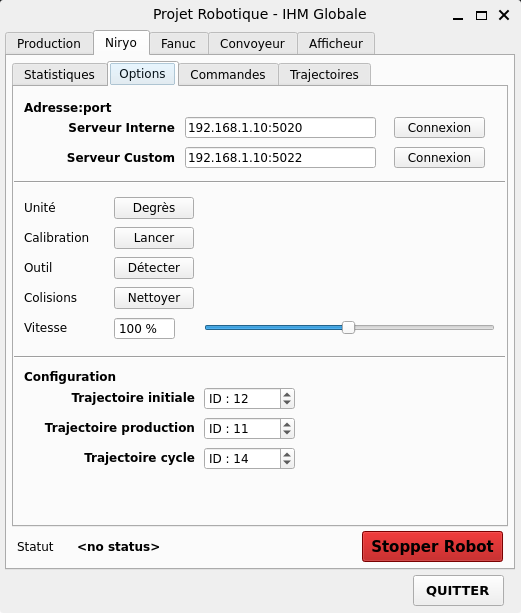 Projet Robotique - IHM Globale
Production Niryo Fanuc Convoyeur Afficheur
Statistiques Options Commandes Trajectoires
Adresse:port
Serveur Interne 192.168.1.10:5020 Connexion
Serveur Custom 192.168.1.10:5022 Connexion
Unité Degrès
Calibration Lancer
Outil Détecter
Colisions Nettoyer
Vitesse 100 %
Configuration
Trajectoire initiale ID : 12
Trajectoire production ID : 11
Trajectoire cycle ID : 14
Statut <no status> Stopper Robot
QUITTER